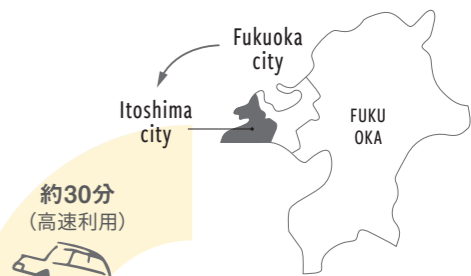 Fukuoka
city
Itoshima
city
FUKU
OKA
約30分
（高速利用）